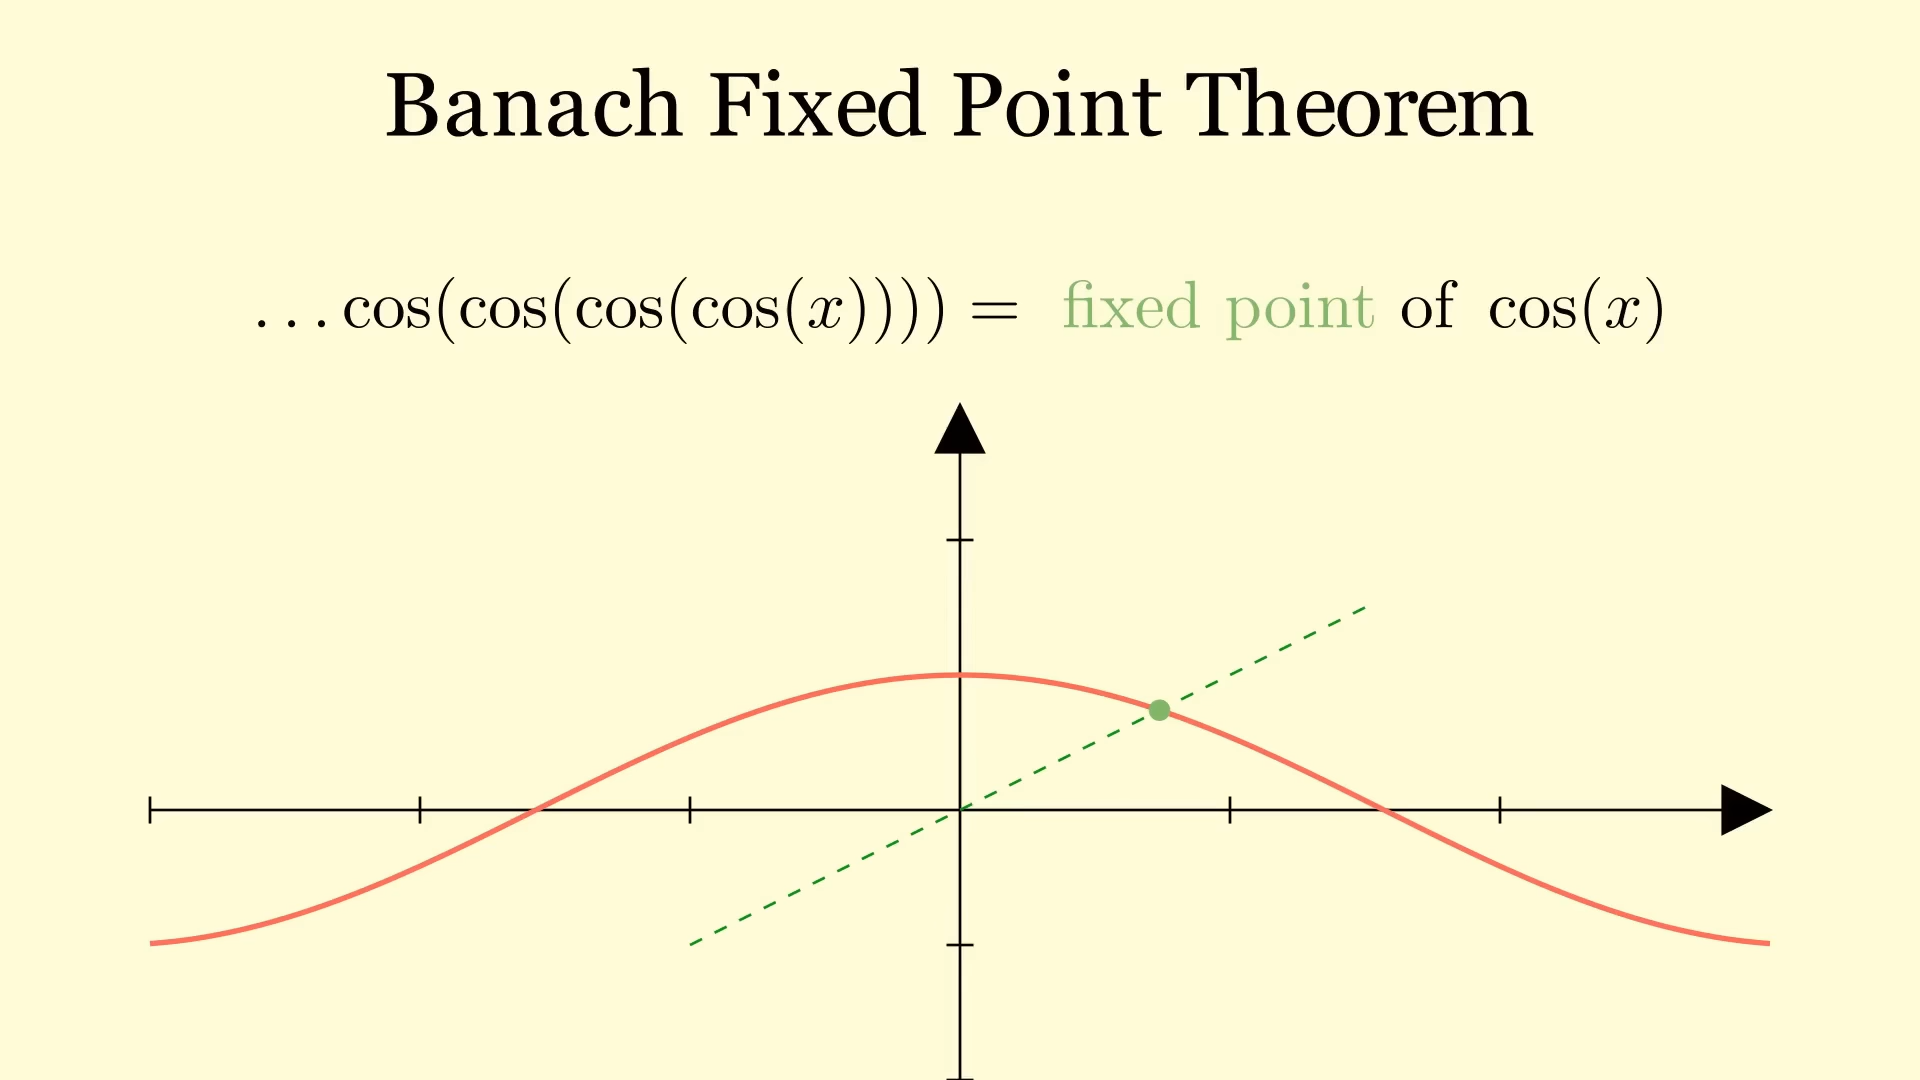 Banach Fixed Point Theorem
…cos(cos(cos(cos(x)))) = fixed point of cos(x)